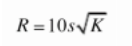 R = 10s√K